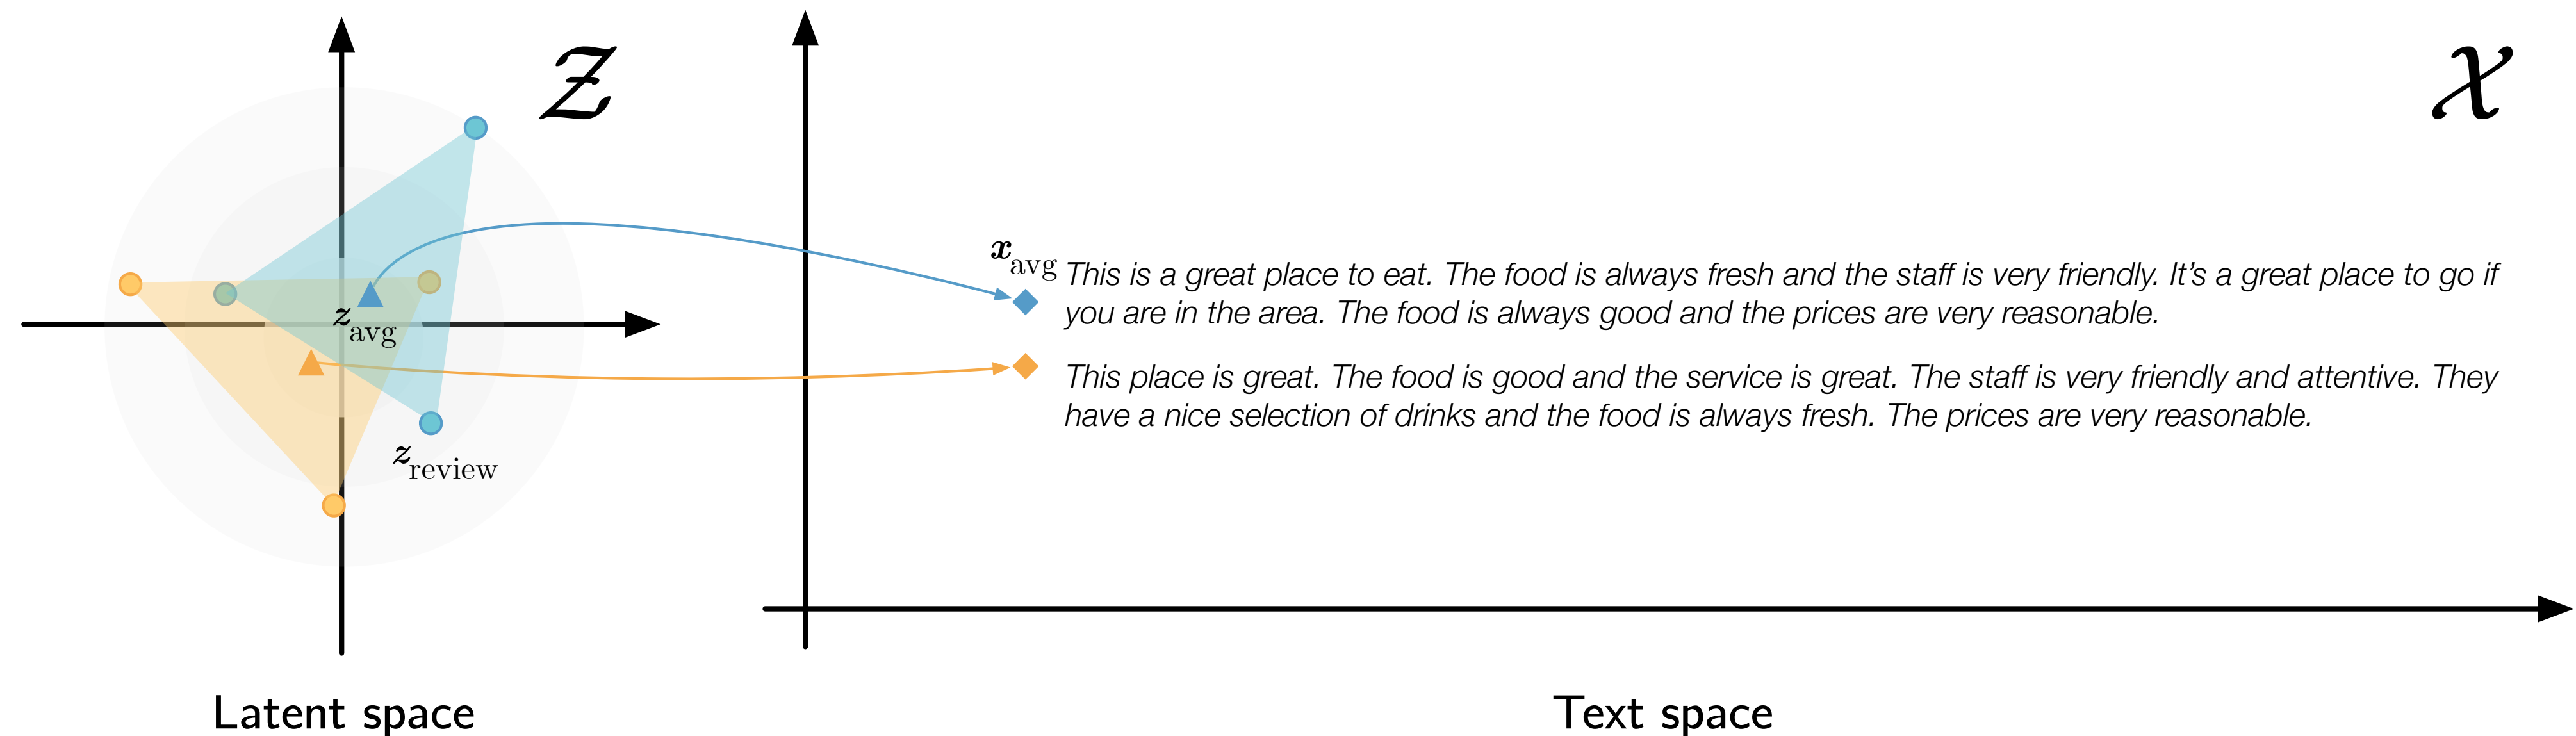 𝒵
𝒳
z_avg
z_review
x_avg
This is a great place to eat. The food is always fresh and the staff is very friendly. It’s a great place to go if
you are in the area. The food is always good and the prices are very reasonable.
This place is great. The food is good and the service is great. The staff is very friendly and attentive. They
have a nice selection of drinks and the food is always fresh. The prices are very reasonable.
Latent space
Text space